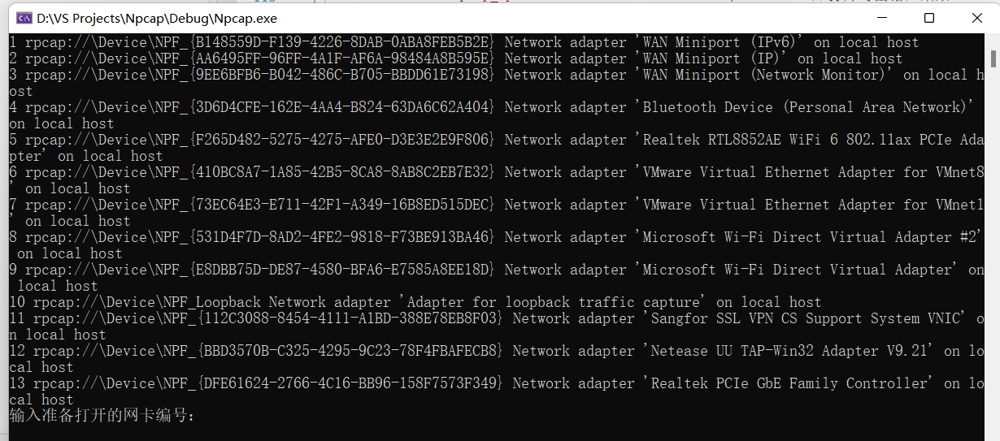 D:\VS Projects\Npcap\Debug\Npcap.exe
1 rpcap://\Device\NPF_{B148559D-F139-4226-8DAB-0ABA8FEB5B2E} Network adapter 'WAN Miniport (IPv6)' on local host
2 rpcap://\Device\NPF_{AA6495FF-96FF-4A1F-AF6A-98484A8B595E} Network adapter 'WAN Miniport (IP)' on local host
3 rpcap://\Device\NPF_{9EE6BFB6-B042-486C-B705-BBDD61E73198} Network adapter 'WAN Miniport (Network Monitor)' on local h
ost
4 rpcap://\Device\NPF_{3D6D4CFE-162E-4AA4-B824-63DA6C62A404} Network adapter 'Bluetooth Device (Personal Area Network)'
on local host
5 rpcap://\Device\NPF_{F265D482-5275-4275-AFE0-D3E3E2E9F806} Network adapter 'Realtek RTL8852AE WiFi 6 802.11ax PCIe Ada
pter' on local host
6 rpcap://\Device\NPF_{410BC8A7-1A85-42B5-8CA8-8AB8C2EB7E32} Network adapter 'VMware Virtual Ethernet Adapter for VMnet8
' on local host
7 rpcap://\Device\NPF_{73EC64E3-E711-42F1-A349-16B8ED515DEC} Network adapter 'VMware Virtual Ethernet Adapter for VMnet1
' on local host
8 rpcap://\Device\NPF_{531D4F7D-8AD2-4FE2-9818-F73BE913BA46} Network adapter 'Microsoft Wi-Fi Direct Virtual Adapter #2'
on local host
9 rpcap://\Device\NPF_{E8DBB75D-DE87-4580-BFA6-E7585A8EE18D} Network adapter 'Microsoft Wi-Fi Direct Virtual Adapter' on
local host
10 rpcap://\Device\NPF_Loopback Network adapter 'Adapter for loopback traffic capture' on local host
11 rpcap://\Device\NPF_{112C3088-8454-4111-A1BD-388E78EB8F03} Network adapter 'Sangfor SSL VPN CS Support System VNIC' o
n local host
12 rpcap://\Device\NPF_{BBD3570B-C325-4295-9C23-78F4FBAFECB8} Network adapter 'Netease UU TAP-Win32 Adapter V9.21' on lo
cal host
13 rpcap://\Device\NPF_{DFE61624-2766-4C16-BB96-158F7573F349} Network adapter 'Realtek PCIe GbE Family Controller' on lo
cal host
输入准备打开的网卡编号: